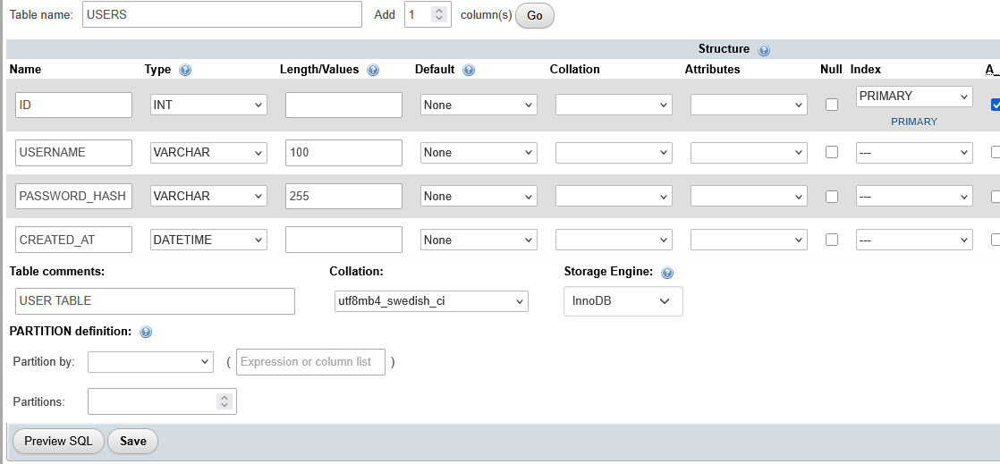 Table name: USERS Add 1 column(s) Go
Structure
Name Type Length/Values Default Collation Attributes Null Index A_
ID INT None PRIMARY
PRIMARY
USERNAME VARCHAR 100 None ---
PASSWORD_HASH VARCHAR 255 None ---
CREATED_AT DATETIME None ---
Table comments: Collation: Storage Engine:
USER TABLE utf8mb4_swedish_ci InnoDB
PARTITION definition:
Partition by: ( Expression or column list )
Partitions:
Preview SQL Save